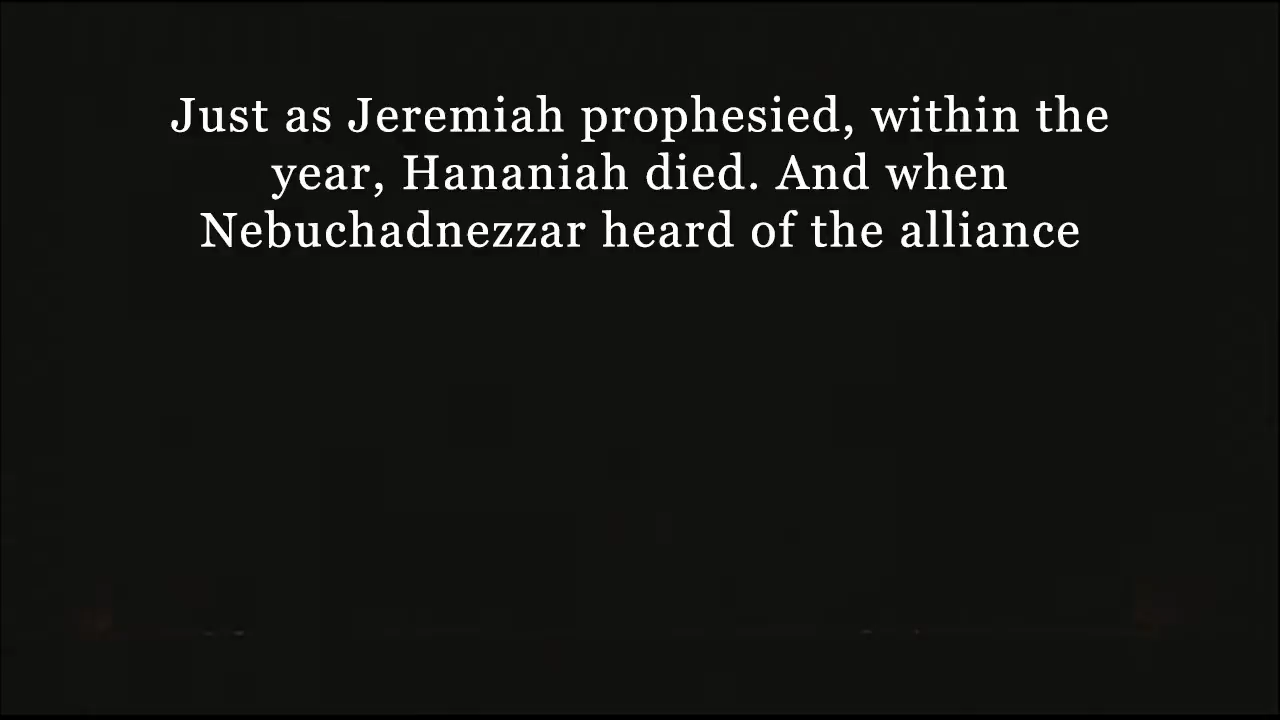 Just as Jeremiah prophesied, within the
year, Hananiah died. And when
Nebuchadnezzar heard of the alliance